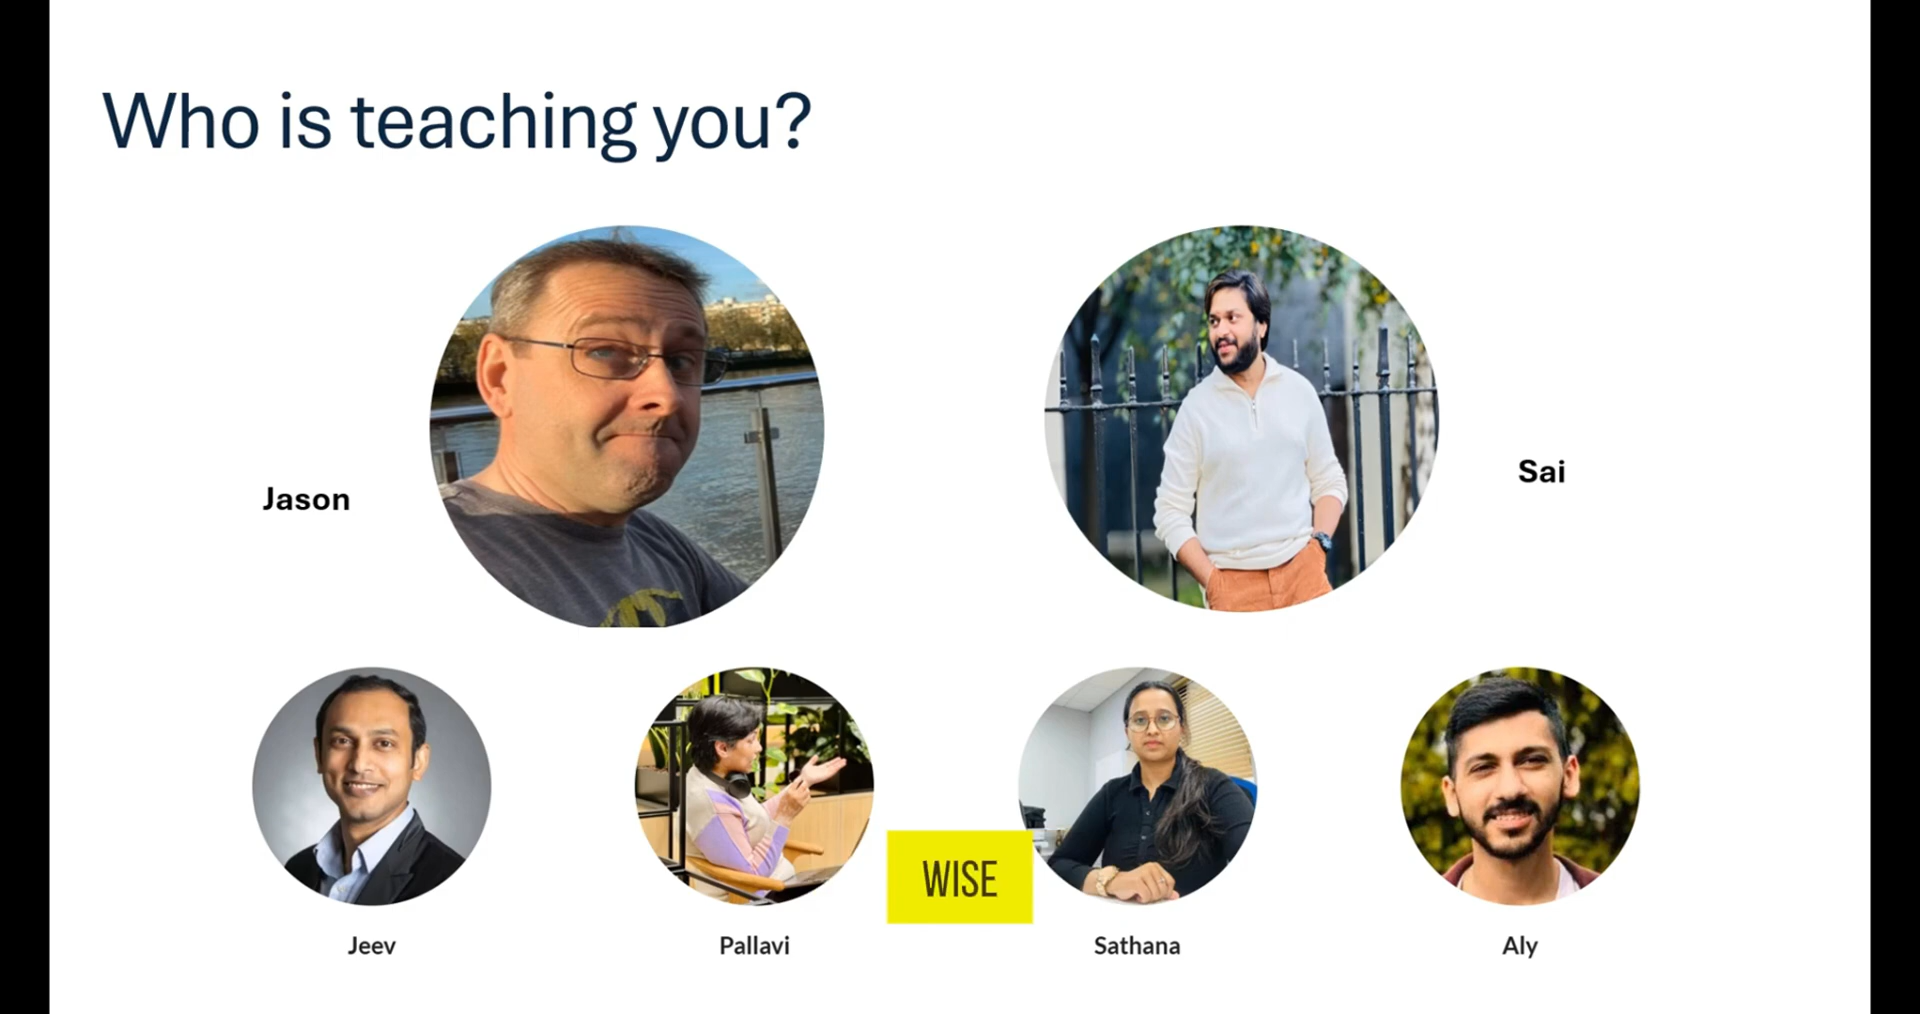 Who is teaching you?
Jason
Sai
WISE
Jeev
Pallavi
Sathana
Aly